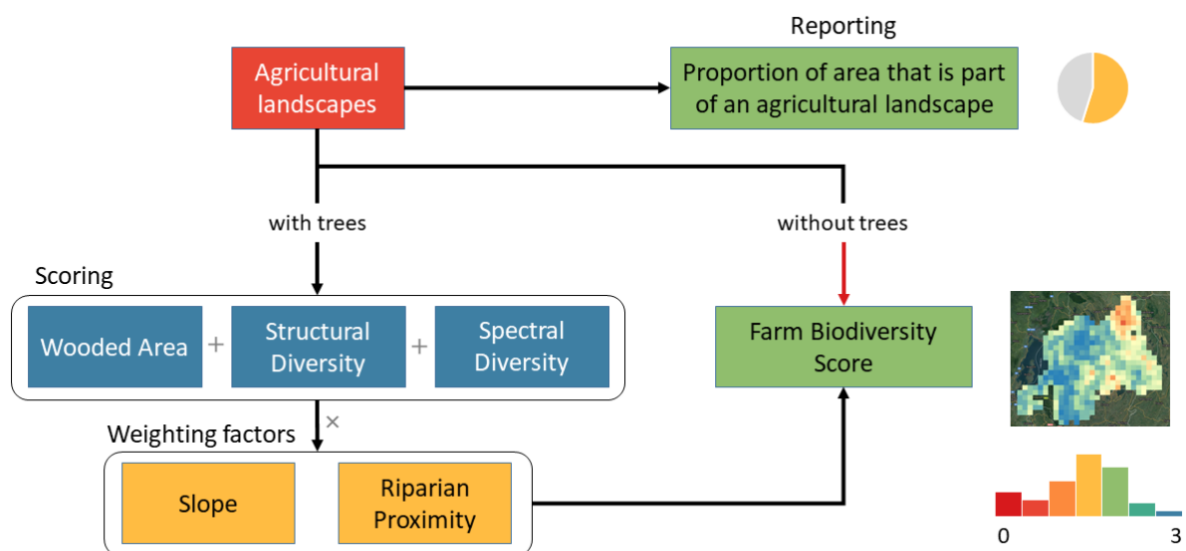 Reporting
Agricultural
landscapes
Proportion of area that is part
of an agricultural landscape
with trees
without trees
Scoring
Wooded Area
+
Structural
Diversity
+
Spectral
Diversity
Farm Biodiversity
Score
×
Weighting factors
Slope
Riparian
Proximity
0
3